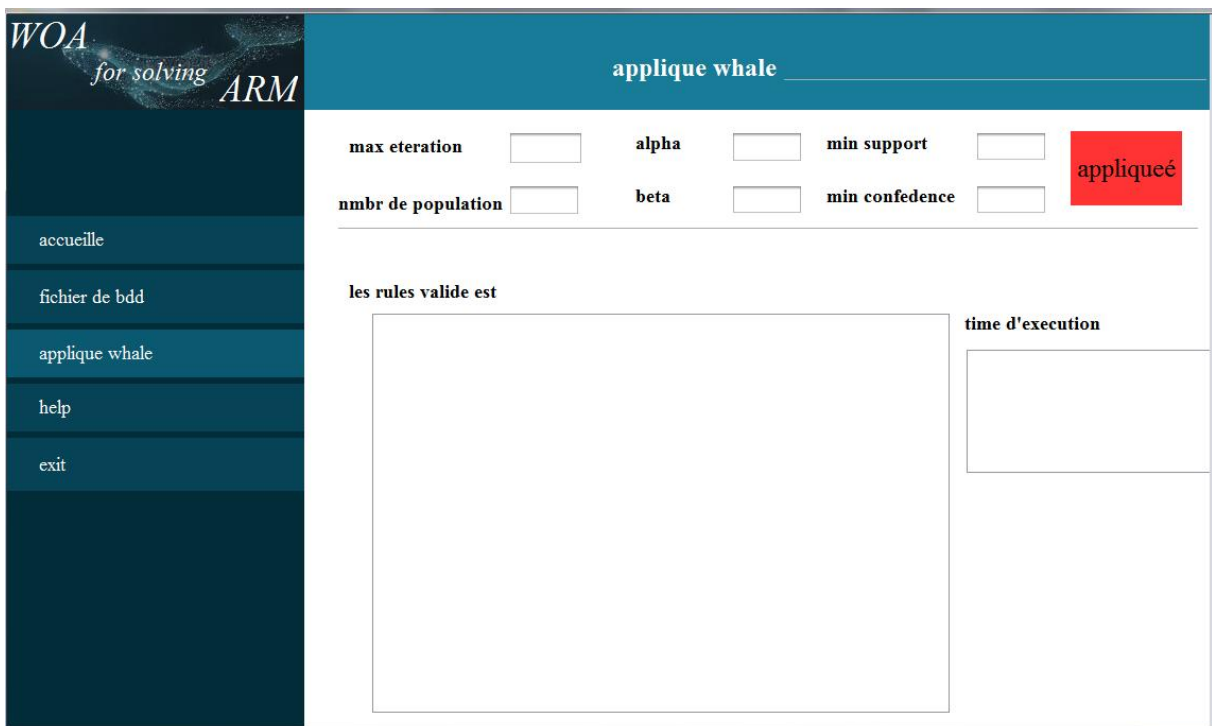 WOA
for solving
ARM
applique whale
max eteration
alpha
min support
appliqueé
nmbr de population
beta
min confedence
accueille
fichier de bdd
applique whale
help
exit
les rules valide est
time d'execution